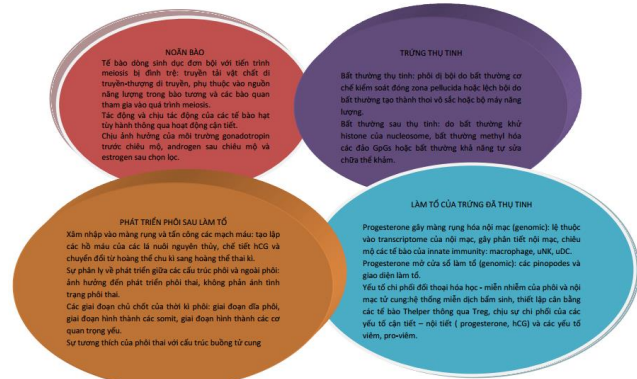 NOÃN BÀO
Tế bào dòng sinh dục đơn bội với tiến trình
meiosis bị đình trệ: truyền tải vật chất di
truyền-thượng di truyền, phụ thuộc vào nguồn
năng lượng trong bào tương và các bào quan
tham gia vào quá trình meiosis.
Tác động và chịu tác động của các tế bào hạt
tùy hành thông qua hoạt động cận tiết.
Chịu ảnh hưởng của môi trường gonadotropin
trước chiêu mộ, androgen sau chiêu mộ và
estrogen sau chọn lọc.
TRỨNG THỤ TINH
Bất thường thụ tinh: phôi dị bội do bất thường cơ
chế kiểm soát đóng zona pellucida hoặc lệch bội do
bất thường tạo thành thoi vô sắc hoặc bộ máy năng
lượng.
Bất thường sau thụ tinh: do bất thường khử
histone của nucleosome, bất thường methyl hóa
các đảo GpGs hoặc bất thường khả năng tự sửa
chữa thể khảm.
PHÁT TRIỂN PHÔI SAU LÀM TỔ
Xâm nhập vào màng rụng và tấn công các mạch máu: tạo lập
các hồ máu của các lá nuôi nguyên thủy, chế tiết hCG và
chuyển đổi từ hoàng thể chu kì sang hoàng thể thai kì.
Sự phân ly về phát triển giữa các cấu trúc phôi và ngoài phôi:
ảnh hưởng đến phát triển phôi thai, không phản ánh tình
trạng phôi thai.
Các giai đoạn chủ chốt của thời kì phôi: giai đoạn dĩa phôi,
giai đoạn hình thành các somit, giai đoạn hình thành các cơ
quan trọng yếu.
Sự tương thích của phôi thai với cấu trúc buồng tử cung
LÀM TỔ CỦA TRỨNG ĐÃ THỤ TINH
Progesterone gây màng rụng hóa nội mạc (genomic): lệ thuộc
vào transcriptome của nội mạc, gây phân tiết nội mạc, chiêu
mộ các tế bào của innate immunity: macrophage, uNK, uDC.
Progesterone mở cửa sổ làm tổ (genomic): các pinopodes và
giao diện làm tổ.
Yếu tố chi phối đối thoại hóa học - miễn nhiễm của phôi và nội
mạc tử cung:hệ thống miễn dịch bẩm sinh, thiết lập cân bằng
các tế bào Thelper thông qua Treg, chịu sự chi phối của các
yếu tố cận tiết – nội tiết ( progesterone, hCG) và các yếu tố
viêm, pro-viêm.